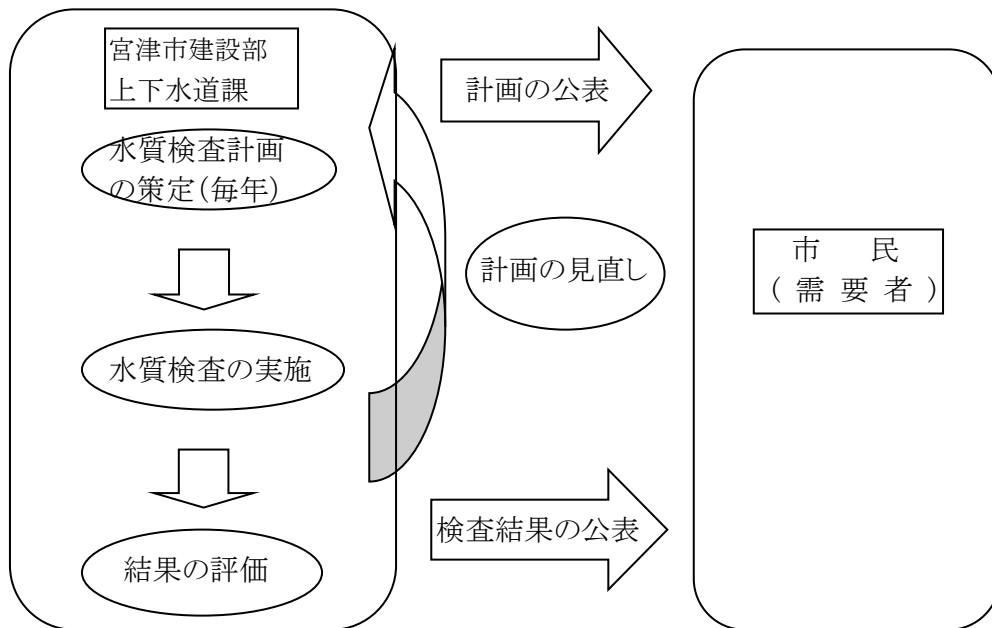 宮津市建設部
上下水道課
水質検査計画
の策定(毎年)
計画の公表
計画の見直し
市 民
( 需 要 者 )
水質検査の実施
検査結果の公表
結果の評価